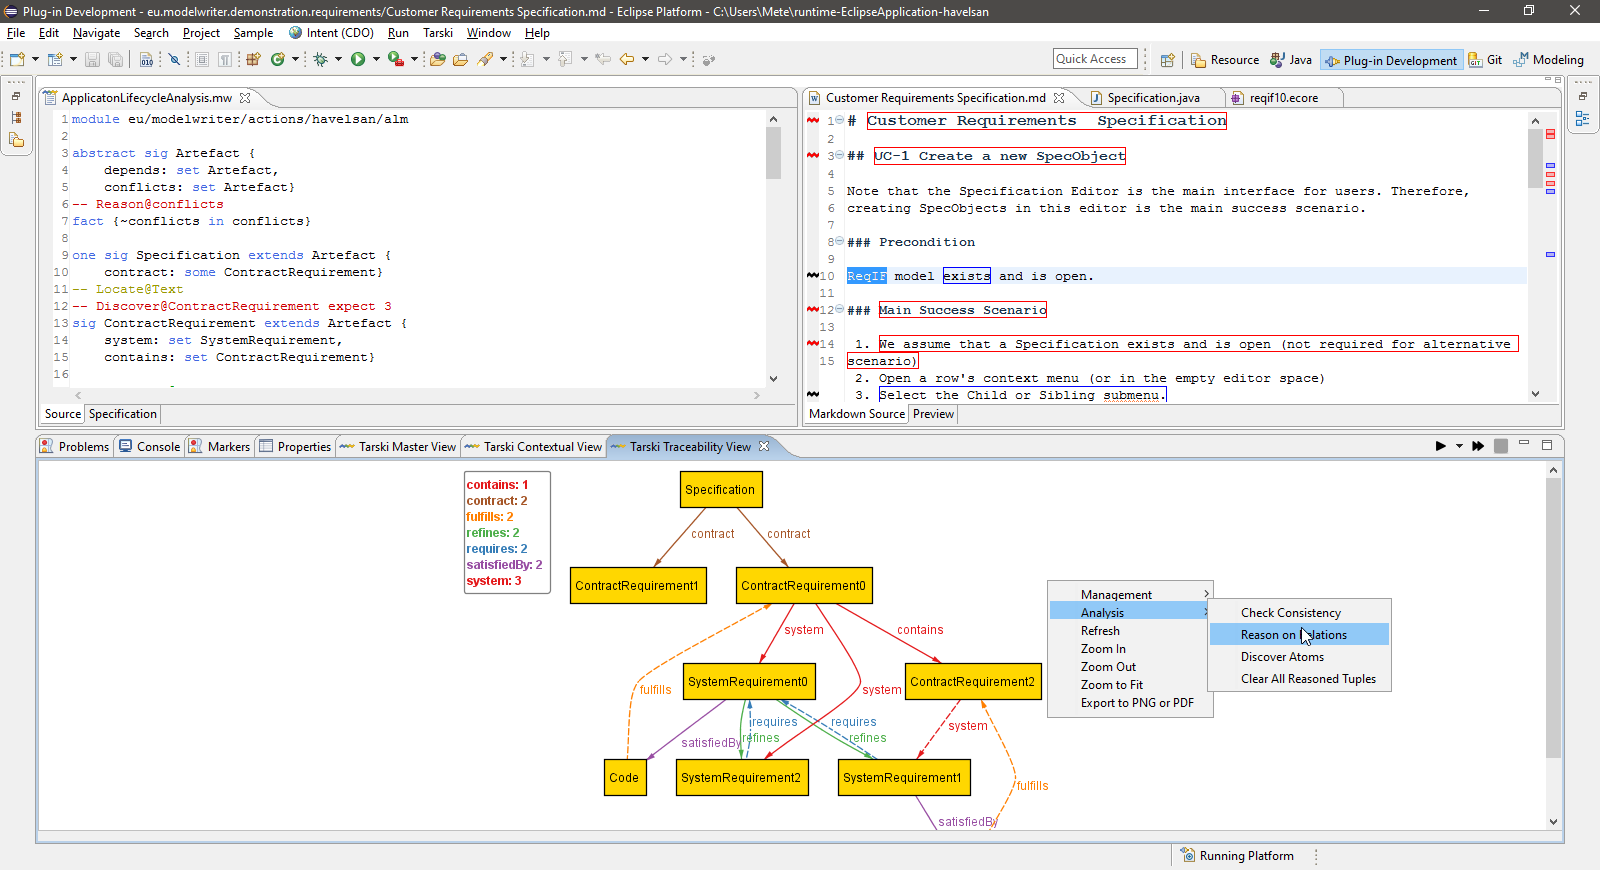 Plug-in Development - eu.modelwriter.demonstration.requirements/Customer Requirements Specification.md - Eclipse Platform - C:\Users\Mete\runtime-EclipseApplication-havelsan
File Edit Navigate Search Project Sample Intent (CDO) Run Tarski Window Help
Quick Access Resource Java Plug-in Development Git Modeling
ApplicatonLifecycleAnalysis.mw
1 module eu/modelwriter/actions/havelsan/alm
2
3 abstract sig Artefact {
4 depends: set Artefact,
5 conflicts: set Artefact}
6 -- Reason@conflicts
7 fact {~conflicts in conflicts}
8
9 one sig Specification extends Artefact {
10 contract: some ContractRequirement}
11 -- Locate@Text
12 -- Discover@ContractRequirement expect 3
13 sig ContractRequirement extends Artefact {
14 system: set SystemRequirement,
15 contains: set ContractRequirement}
16
Source Specification
Customer Requirements Specification.md Specification.java reqif10.ecore
1 # Customer Requirements  Specification
2
3 ## UC-1 Create a new SpecObject
4
5 Note that the Specification Editor is the main interface for users. Therefore,
6 creating SpecObjects in this editor is the main success scenario.
7
8 ### Precondition
9
10 ReqIF model exists and is open.
11
12 ### Main Success Scenario
13
14 1. We assume that a Specification exists and is open (not required for alternative
15 scenario)
2. Open a row's context menu (or in the empty editor space)
3. Select the Child or Sibling submenu.
Markdown Source Preview
Problems Console Markers Properties Tarski Master View Tarski Contextual View Tarski Traceability View
contains: 1
contract: 2
fulfills: 2
refines: 2
requires: 2
satisfiedBy: 2
system: 3
Specification
contract contract
ContractRequirement1 ContractRequirement0
system contains
fulfills SystemRequirement0 system ContractRequirement2
requires requires system
satisfiedBy refines refines
Code SystemRequirement2 SystemRequirement1
fulfills
satisfiedBy
Management
Analysis
Refresh
Zoom In
Zoom Out
Zoom to Fit
Export to PNG or PDF
Check Consistency
Reason on Relations
Discover Atoms
Clear All Reasoned Tuples
Running Platform